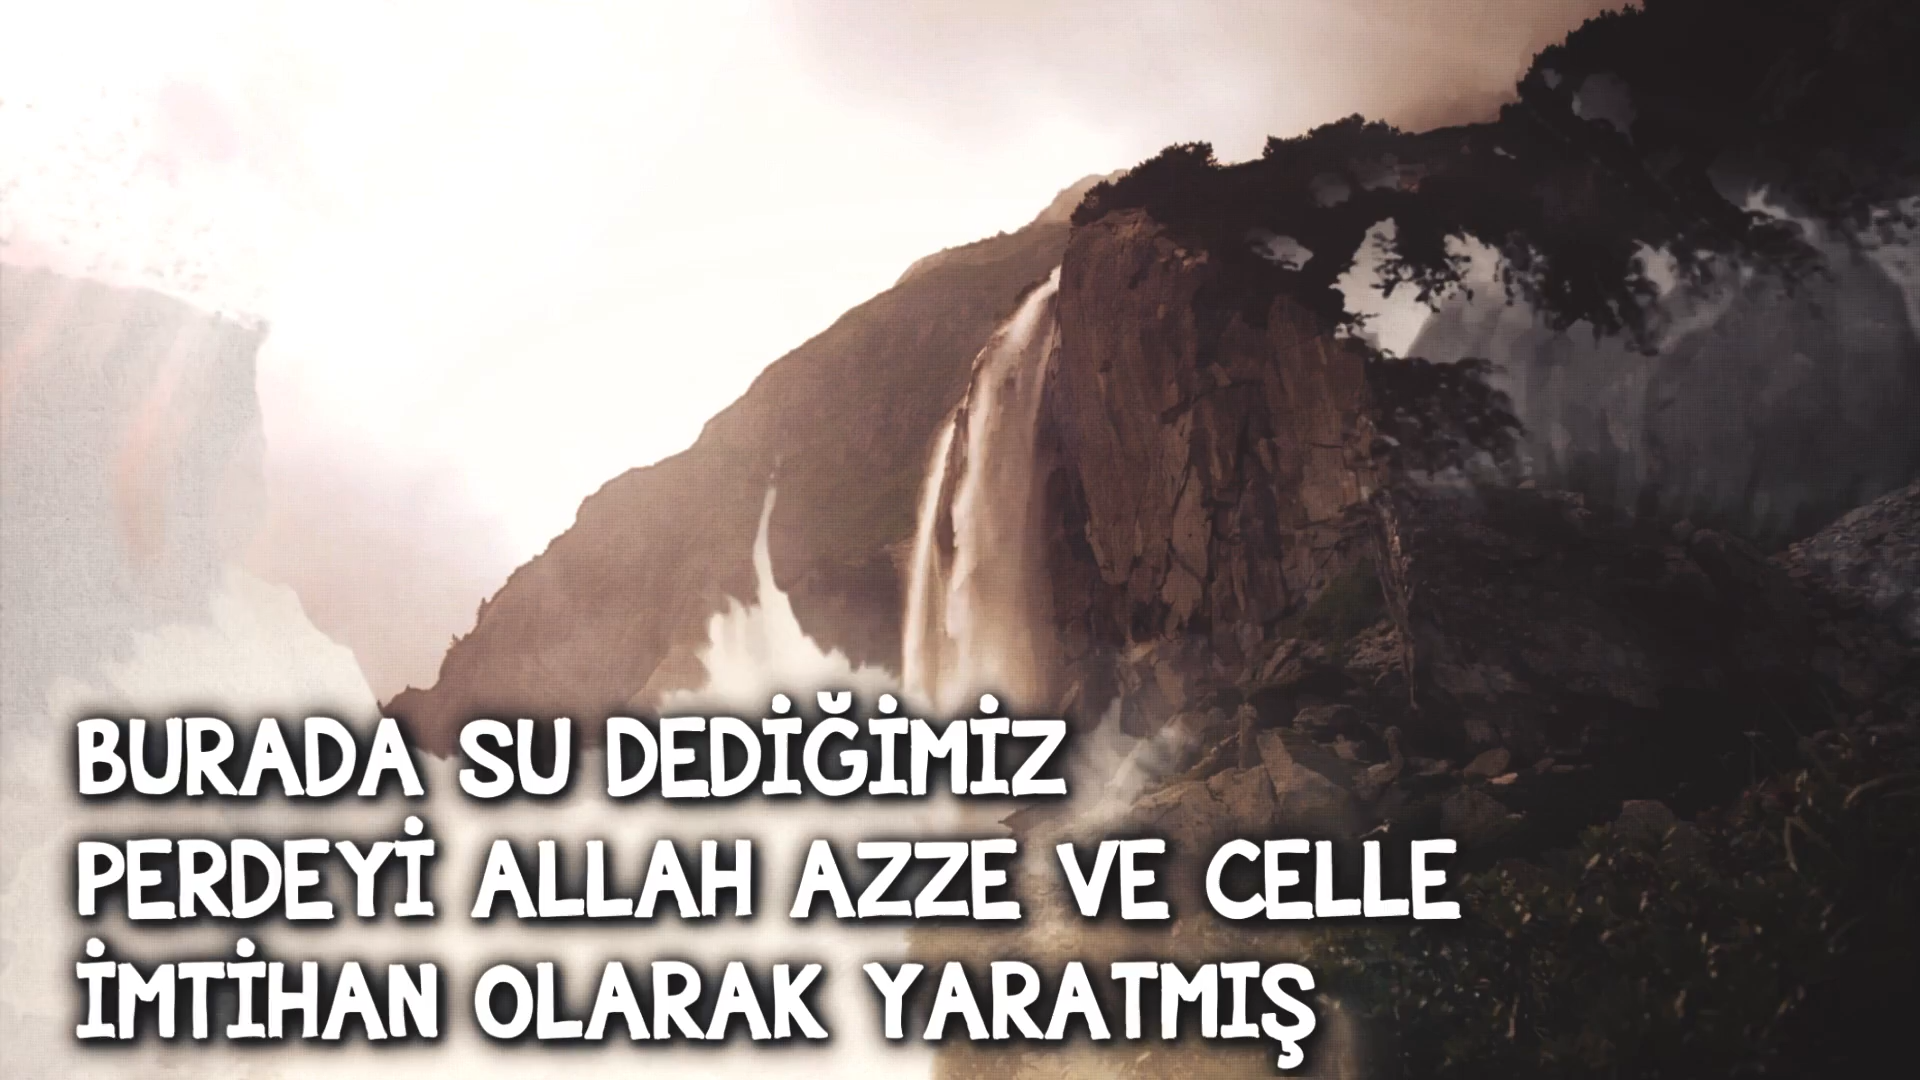 BURADA SU DEDİĞİMİZ
PERDEYİ ALLAH AZZE VE CELLE
İMTİHAN OLARAK YARATMIŞ